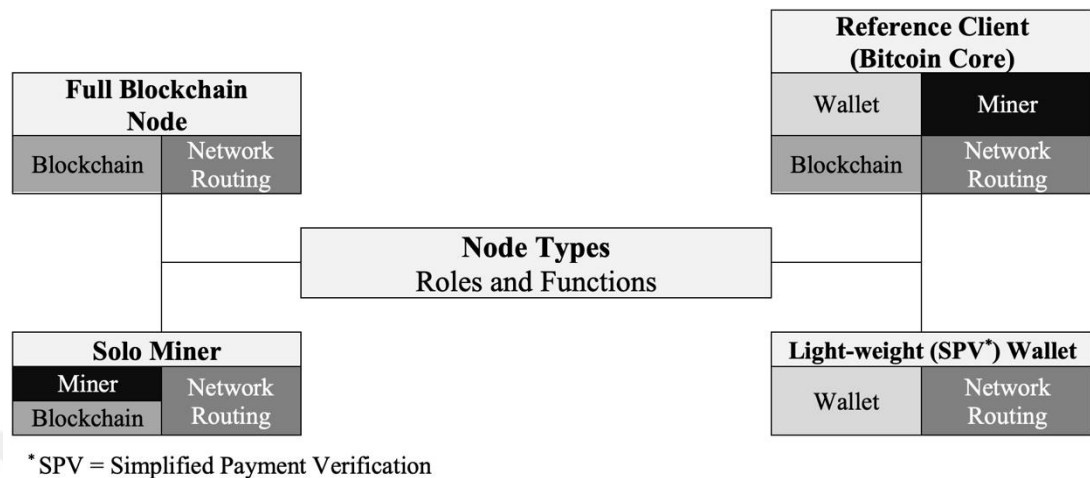 Full Blockchain
Node
Blockchain
Network
Routing
Reference Client
(Bitcoin Core)
Wallet
Miner
Blockchain
Network
Routing
Node Types
Roles and Functions
Solo Miner
Miner
Blockchain
Network
Routing
Light-weight (SPV*) Wallet
Wallet
Network
Routing
* SPV = Simplified Payment Verification